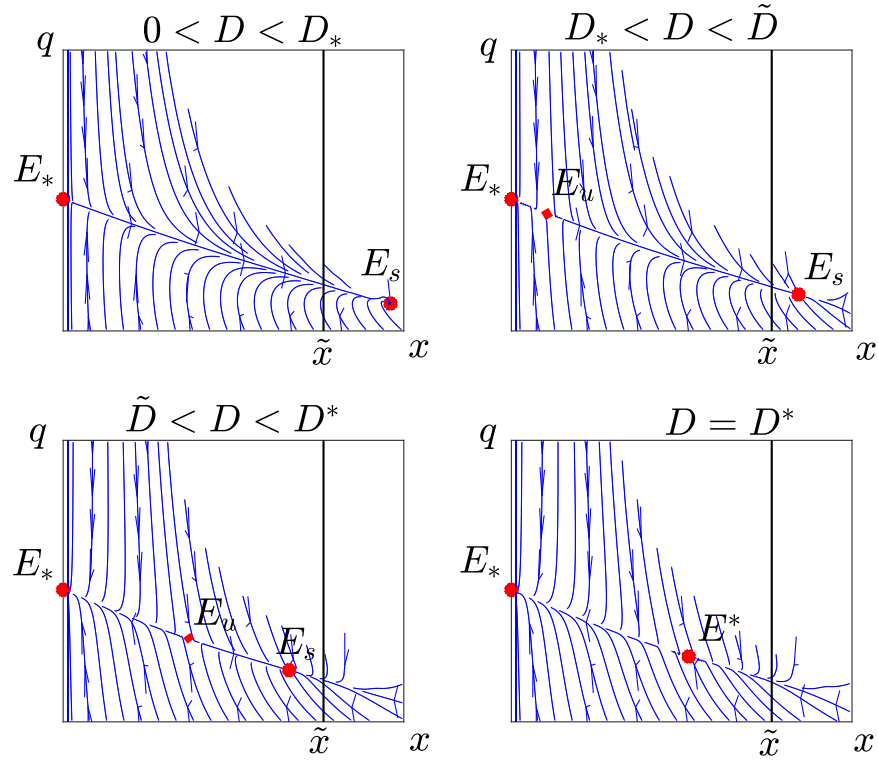 0 < D < D_*
q
E_*
E_s
x̃
x
D_* < D < D̃
q
E_*
E_u
E_s
x̃
x
D̃ < D < D^*
q
E_*
E_u
E_s
x̃
x
D = D^*
q
E_*
E^*
x̃
x